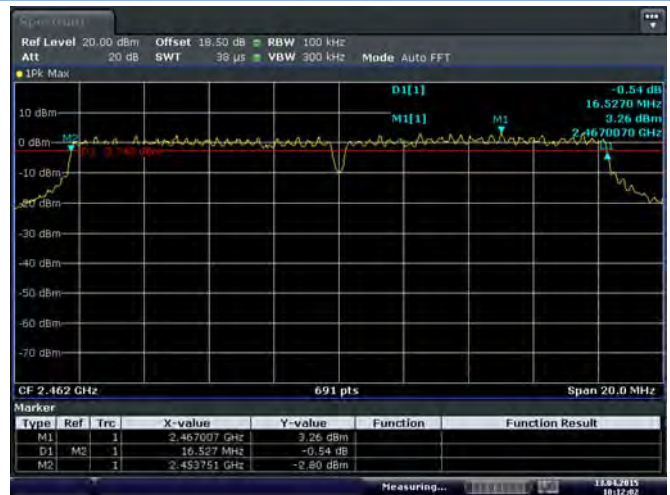 Spectrum
Ref Level 20.00 dBm Offset 18.50 dB RBW 100 kHz
Att 20 dB SWT 38 µs VBW 300 kHz Mode Auto FFT
1Pk Max
D1[1] -0.54 dB
16.5270 MHz
10 dBm M1[1] M1 3.26 dBm
2.4670070 GHz
0 dBm M2 D1
-10 dBm
-20 dBm
-30 dBm
-40 dBm
-50 dBm
-60 dBm
-70 dBm
CF 2.462 GHz 691 pts Span 20.0 MHz
Marker
Type Ref Trc X-value Y-value Function Function Result
M1 1 2.467007 GHz 3.26 dBm
D1 M2 1 16.527 MHz -0.54 dB
M2 1 2.453751 GHz -2.80 dBm
Measuring... 13.04.2015
10:12:02